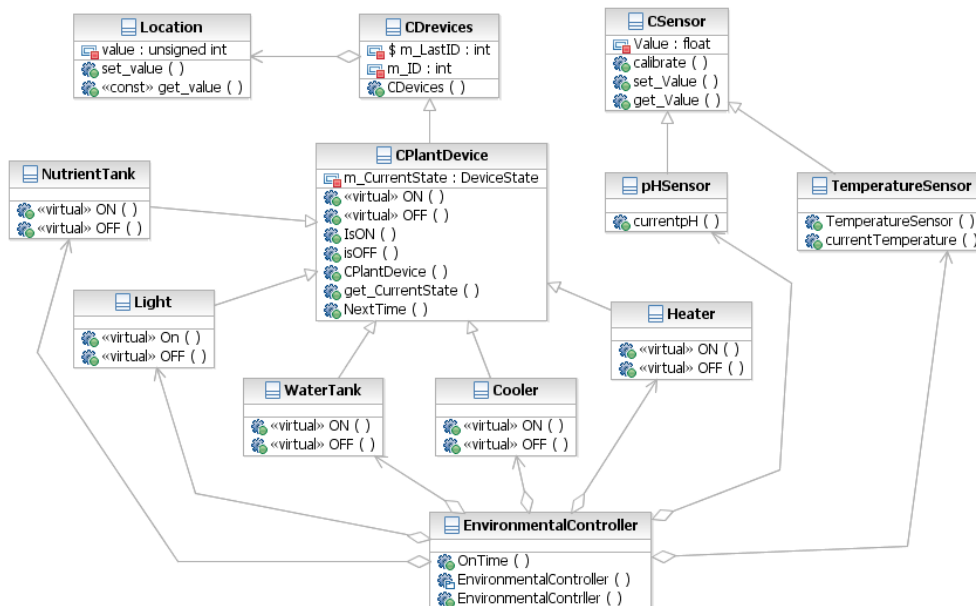 Location
value : unsigned int
set_value ( )
«const» get_value ( )
CDrevices
$ m_LastID : int
m_ID : int
CDevices ( )
CSensor
Value : float
calibrate ( )
set_Value ( )
get_Value ( )
NutrientTank
«virtual» ON ( )
«virtual» OFF ( )
CPlantDevice
m_CurrentState : DeviceState
«virtual» ON ( )
«virtual» OFF ( )
IsON ( )
isOFF ( )
CPlantDevice ( )
get_CurrentState ( )
NextTime ( )
pHSensor
currentpH ( )
TemperatureSensor
TemperatureSensor ( )
currentTemperature ( )
Light
«virtual» On ( )
«virtual» OFF ( )
Heater
«virtual» ON ( )
«virtual» OFF ( )
WaterTank
«virtual» ON ( )
«virtual» OFF ( )
Cooler
«virtual» ON ( )
«virtual» OFF ( )
EnvironmentalController
OnTime ( )
EnvironmentalController ( )
EnvironmentalContrller ( )